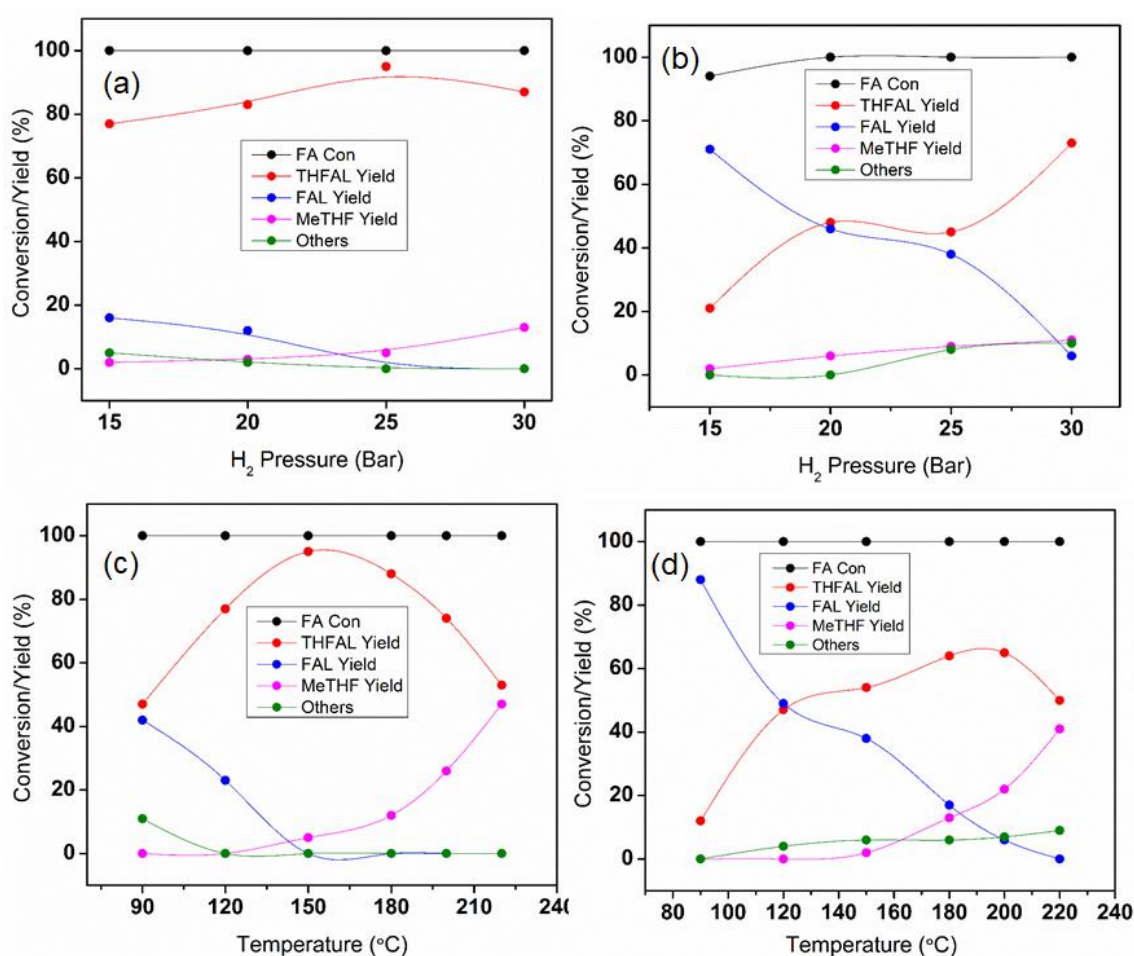 (a)
100
80
60
40
20
0
Conversion/Yield (%)
FA Con
THFAL Yield
FAL Yield
MeTHF Yield
Others
15 20 25 30
H₂ Pressure (Bar)
(b)
100
80
60
40
20
0
Conversion/Yield (%)
FA Con
THFAL Yield
FAL Yield
MeTHF Yield
Others
15 20 25 30
H₂ Pressure (Bar)
(c)
100
80
60
40
20
0
Conversion/Yield (%)
FA Con
THFAL Yield
FAL Yield
MeTHF Yield
Others
90 120 150 180 210 240
Temperature (°C)
(d)
100
80
60
40
20
0
Conversion/Yield (%)
FA Con
THFAL Yield
FAL Yield
MeTHF Yield
Others
80 100 120 140 160 180 200 220 240
Temperature (°C)